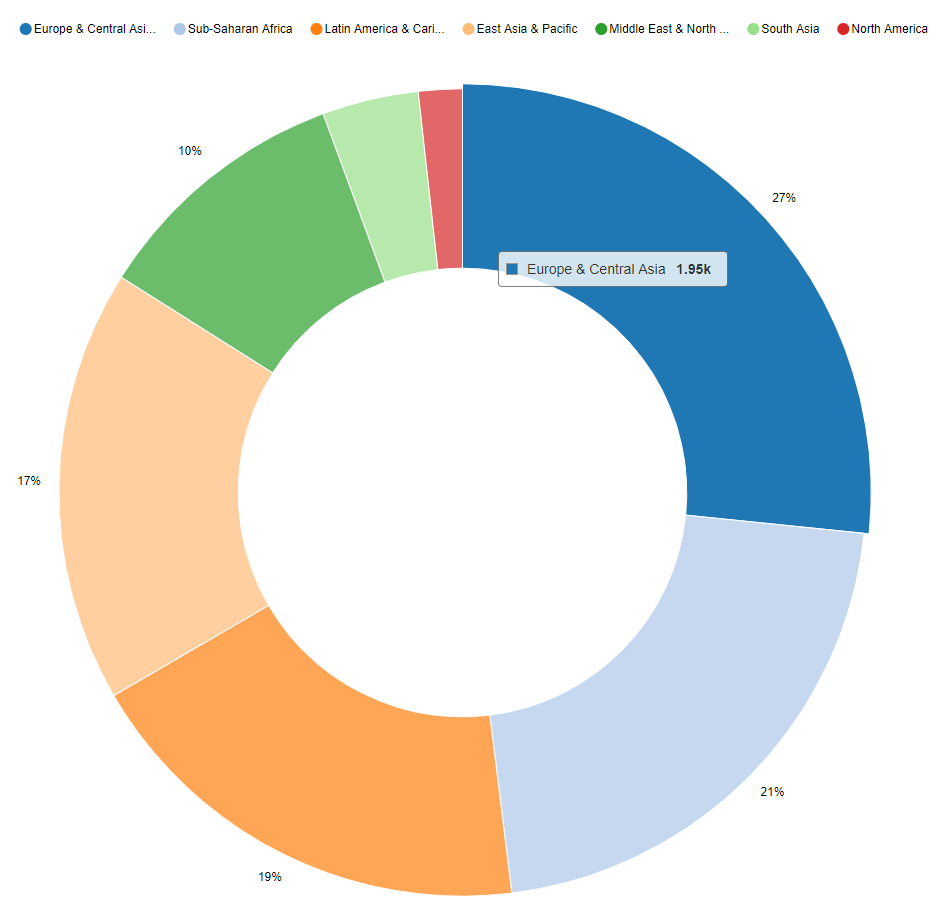 Europe & Central Asi... Sub-Saharan Africa Latin America & Cari... East Asia & Pacific Middle East & North ... South Asia North America
10%
27%
Europe & Central Asia 1.95k
17%
21%
19%